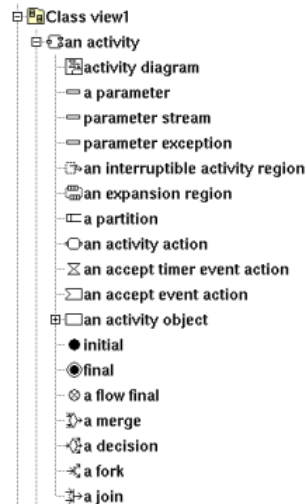 Class view1
an activity
activity diagram
a parameter
parameter stream
parameter exception
an interruptible activity region
an expansion region
a partition
an activity action
an accept timer event action
an accept event action
an activity object
initial
final
a flow final
a merge
a decision
a fork
a join